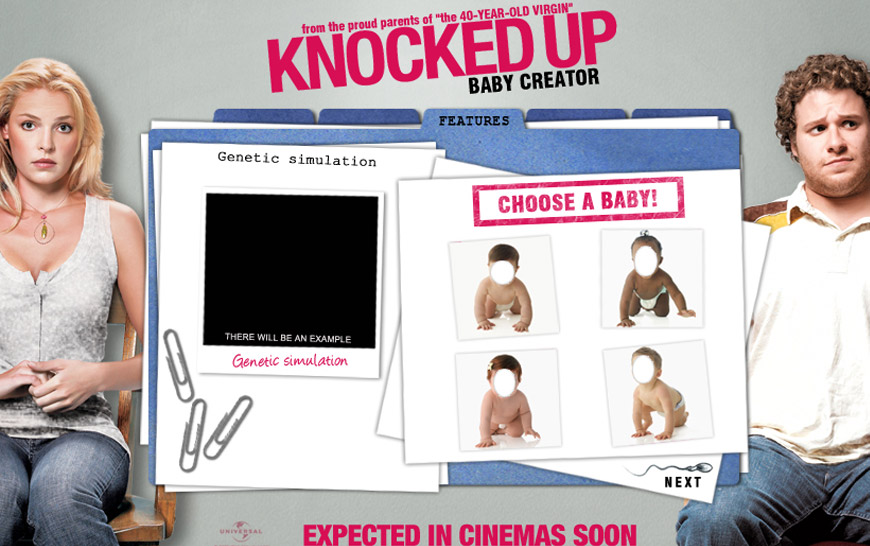 from the proud parents of "the 40-YEAR-OLD VIRGIN"
KNOCKED UP
BABY CREATOR
FEATURES
Genetic simulation
THERE WILL BE AN EXAMPLE
Genetic simulation
CHOOSE A BABY!
NEXT
UNIVERSAL
EXPECTED IN CINEMAS SOON